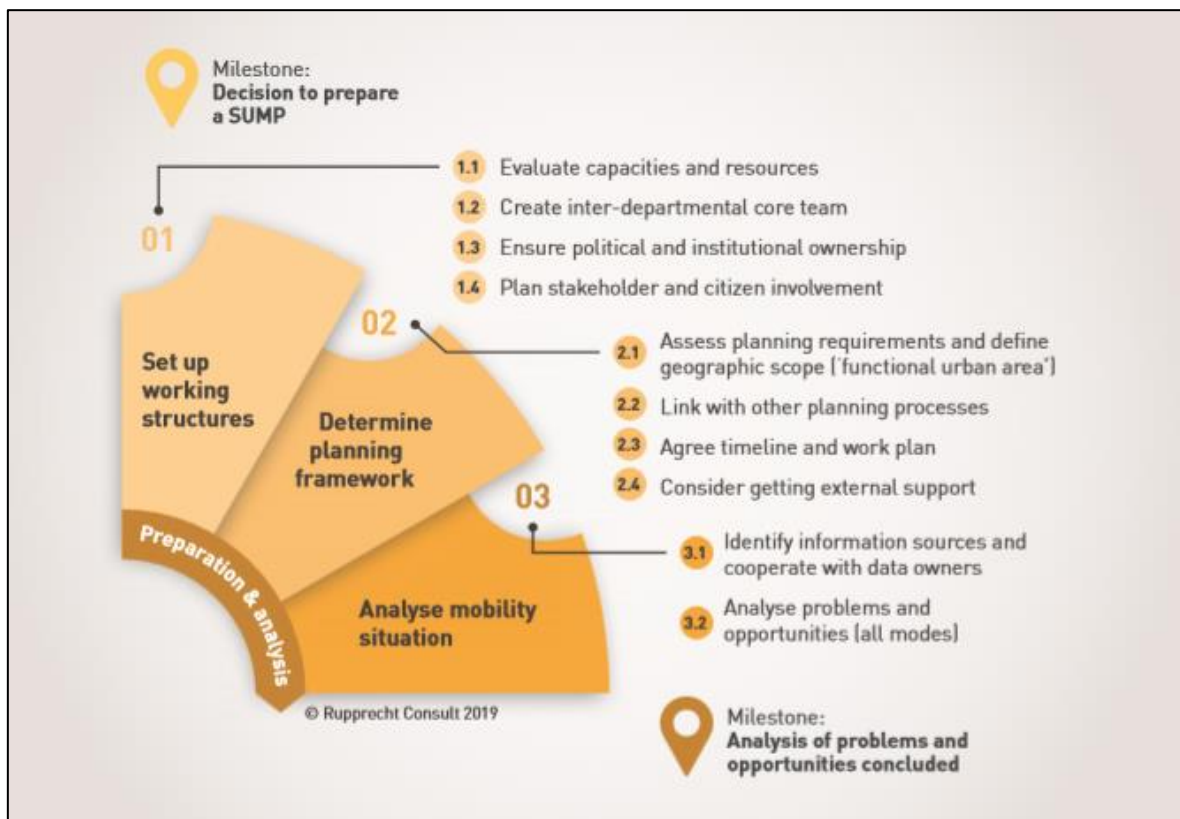 Milestone:
Decision to prepare
a SUMP
01
1.1 Evaluate capacities and resources
1.2 Create inter-departmental core team
1.3 Ensure political and institutional ownership
1.4 Plan stakeholder and citizen involvement
Set up
working
structures
02
2.1 Assess planning requirements and define
geographic scope (‘functional urban area’)
2.2 Link with other planning processes
2.3 Agree timeline and work plan
2.4 Consider getting external support
Determine
planning
framework
03
3.1 Identify information sources and
cooperate with data owners
3.2 Analyse problems and
opportunities (all modes)
Analyse mobility
situation
Preparation & analysis
© Rupprecht Consult 2019
Milestone:
Analysis of problems and
opportunities concluded